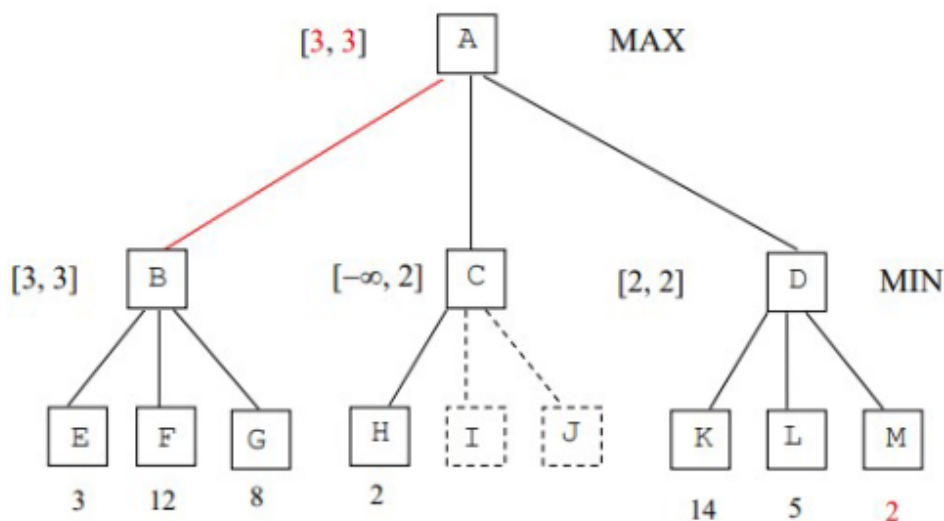 [3, 3] A MAX
[3, 3] B [−∞, 2] C [2, 2] D MIN
E F G H I J K L M
3 12 8 2 14 5 2